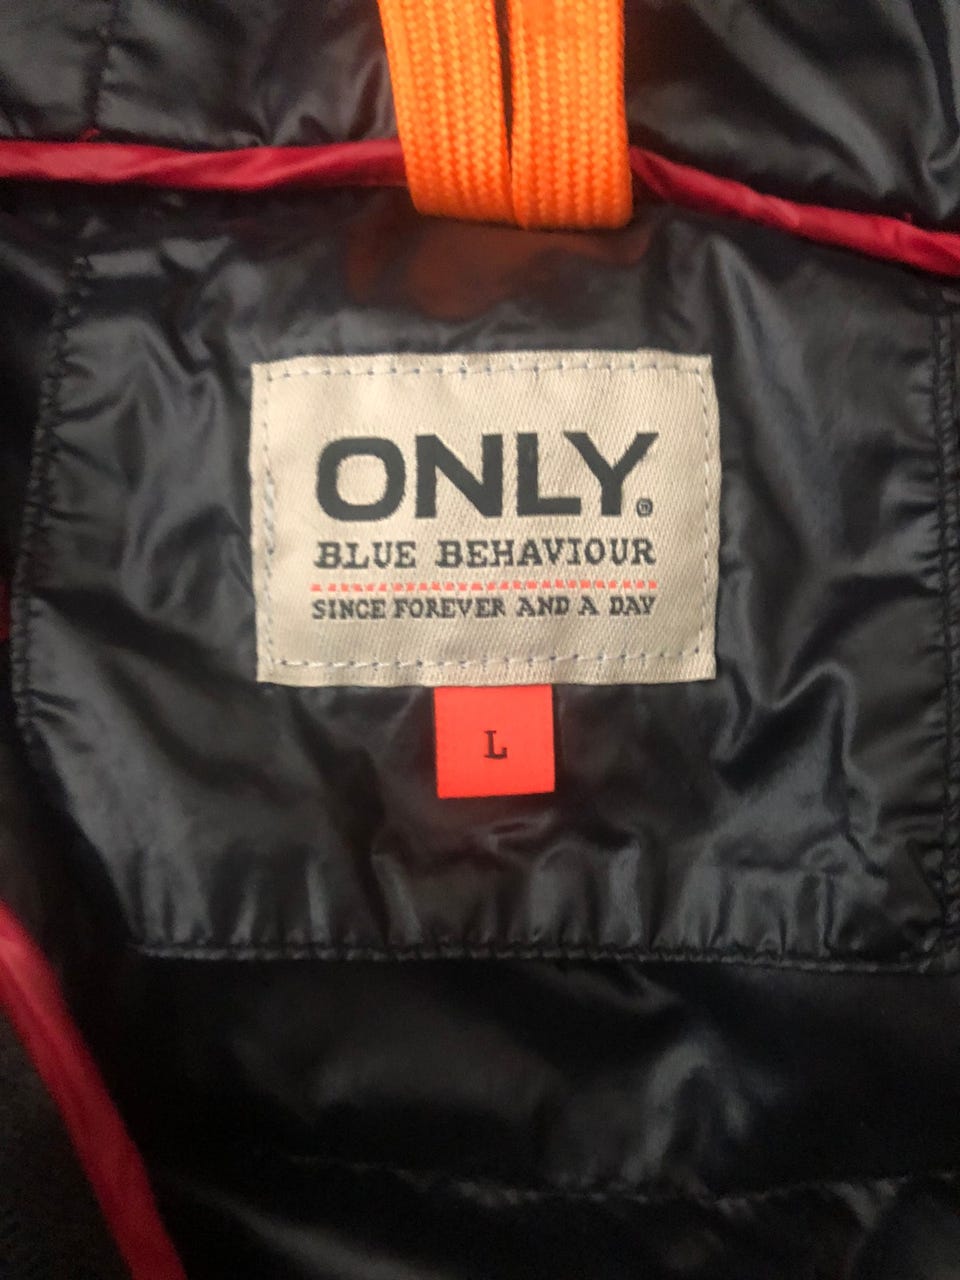 ONLY®
BLUE BEHAVIOUR
SINCE FOREVER AND A DAY
L